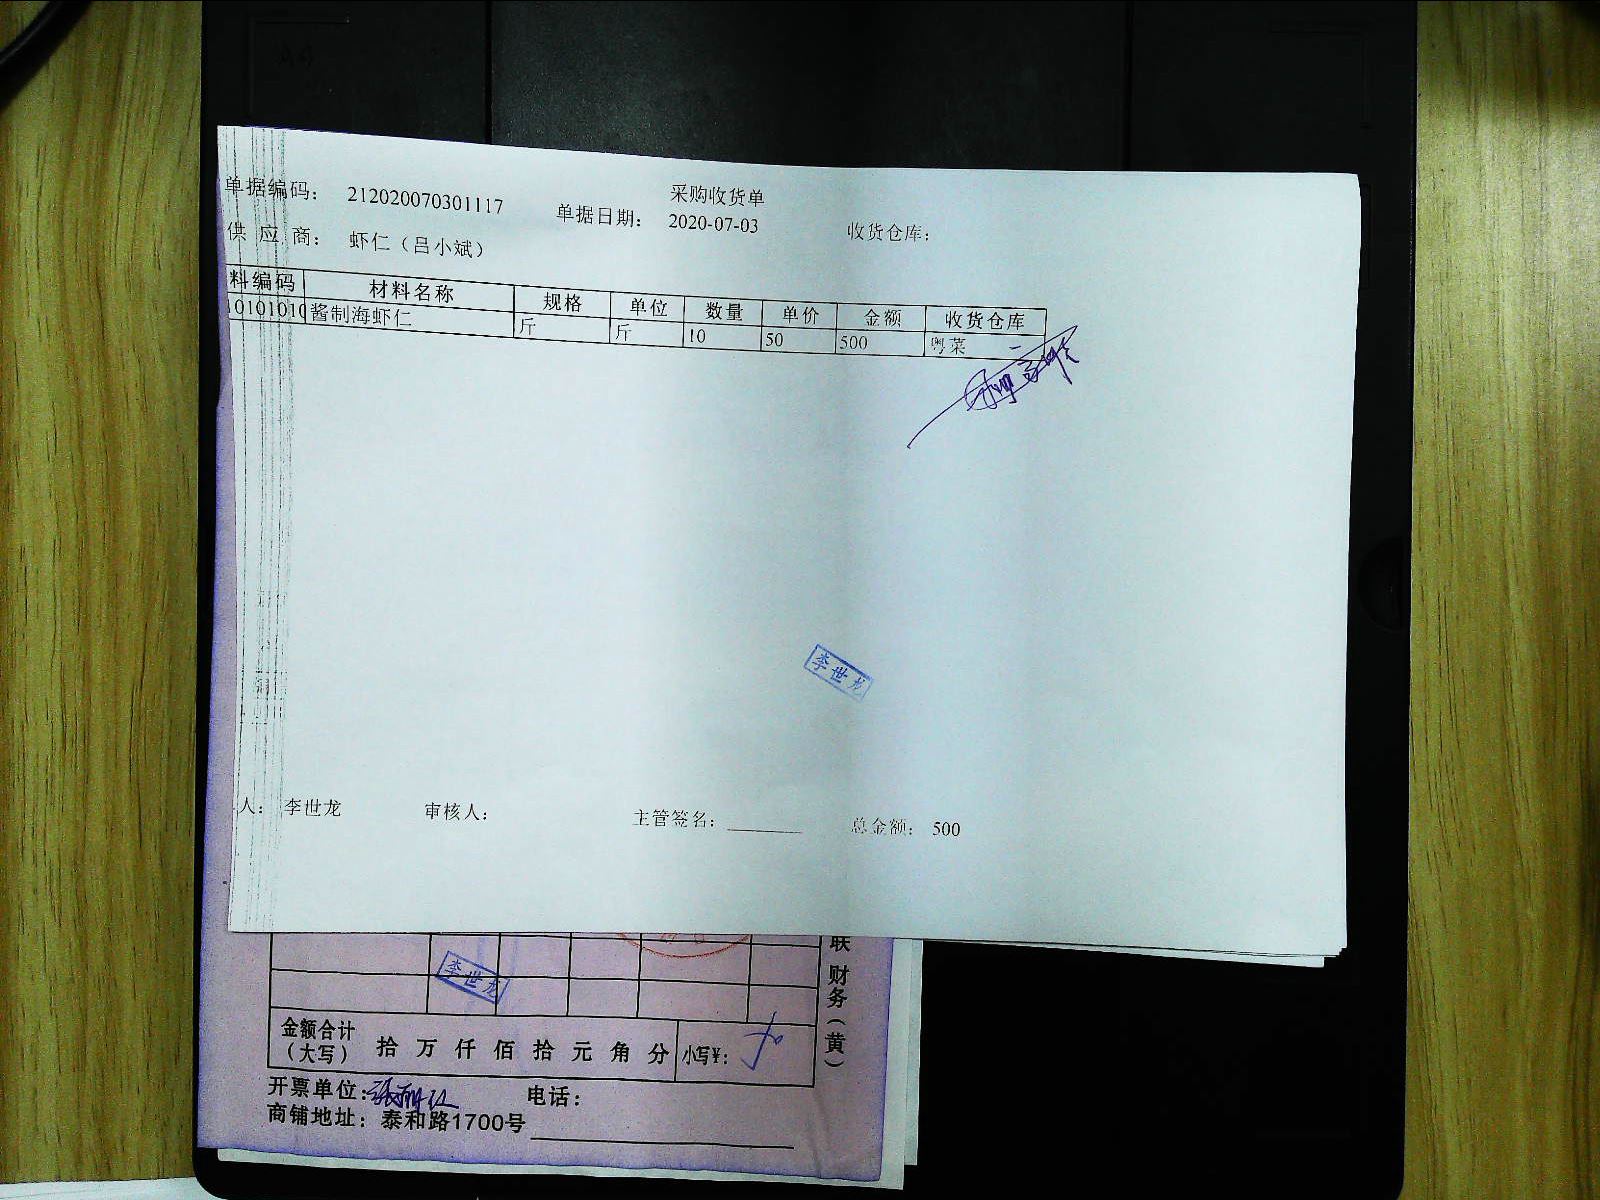 采购收货单
单据编码： 212020070301117 单据日期： 2020-07-03 收货仓库：
供 应 商： 虾仁（吕小斌）
料编码 材料名称 规格 单位 数量 单价 金额 收货仓库
10101010 酱制海虾仁 斤 斤 10 50 500 粤菜
李世龙
人： 李世龙 审核人： 主管签名： 总金额： 500
联 财务（黄）
李世龙
金额合计（大写） 拾 万 仟 佰 拾 元 角 分 小写¥：
开票单位： 电话：
商铺地址： 泰和路1700号